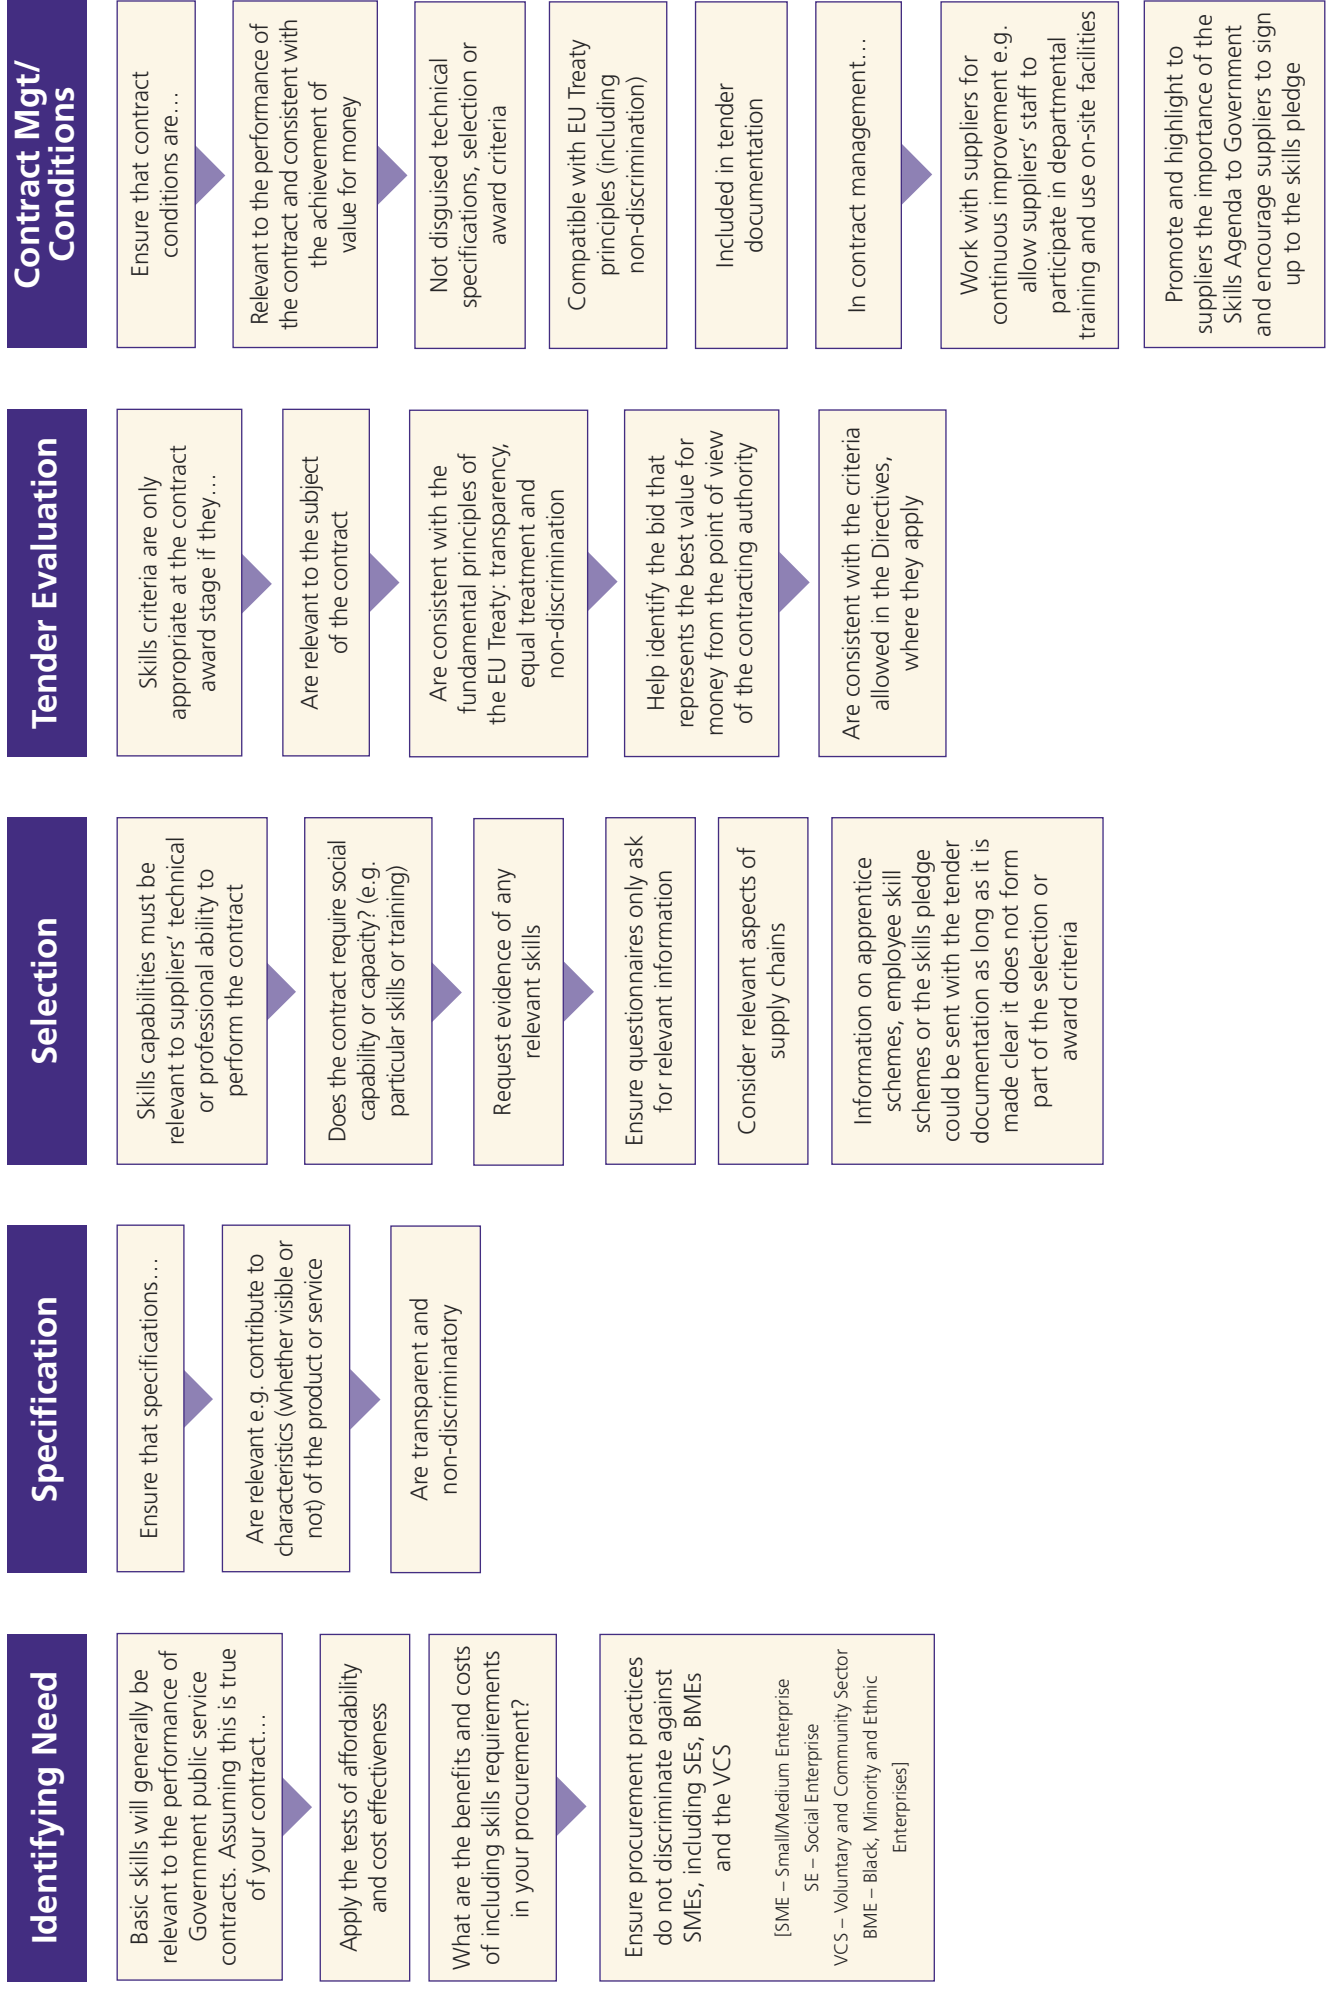 Identifying Need
Basic skills will generally be
relevant to the performance of
Government public service
contracts. Assuming this is true
of your contract…
Apply the tests of affordability
and cost effectiveness
What are the benefits and costs
of including skills requirements
in your procurement?
Ensure procurement practices
do not discriminate against
SMEs, including SEs, BMEs
and the VCS
[SME – Small/Medium Enterprise
SE – Social Enterprise
VCS – Voluntary and Community Sector
BME – Black, Minority and Ethnic
Enterprises]
Specification
Ensure that specifications…
Are relevant e.g. contribute to
characteristics (whether visible or
not) of the product or service
Are transparent and
non-discriminatory
Selection
Skills capabilities must be
relevant to suppliers’ technical
or professional ability to
perform the contract
Does the contract require social
capability or capacity? (e.g.
particular skills or training)
Request evidence of any
relevant skills
Ensure questionnaires only ask
for relevant information
Consider relevant aspects of
supply chains
Information on apprentice
schemes, employee skill
schemes or the skills pledge
could be sent with the tender
documentation as long as it is
made clear it does not form
part of the selection or
award criteria
Tender Evaluation
Skills criteria are only
appropriate at the contract
award stage if they…
Are relevant to the subject
of the contract
Are consistent with the
fundamental principles of
the EU Treaty: transparency,
equal treatment and
non-discrimination
Help identify the bid that
represents the best value for
money from the point of view
of the contracting authority
Are consistent with the criteria
allowed in the Directives,
where they apply
Contract Mgt/
Conditions
Ensure that contract
conditions are…
Relevant to the performance of
the contract and consistent with
the achievement of
value for money
Not disguised technical
specifications, selection or
award criteria
Compatible with EU Treaty
principles (including
non-discrimination)
Included in tender
documentation
In contract management…
Work with suppliers for
continuous improvement e.g.
allow suppliers’ staff to
participate in departmental
training and use on-site facilities
Promote and highlight to
suppliers the importance of the
Skills Agenda to Government
and encourage suppliers to sign
up to the skills pledge